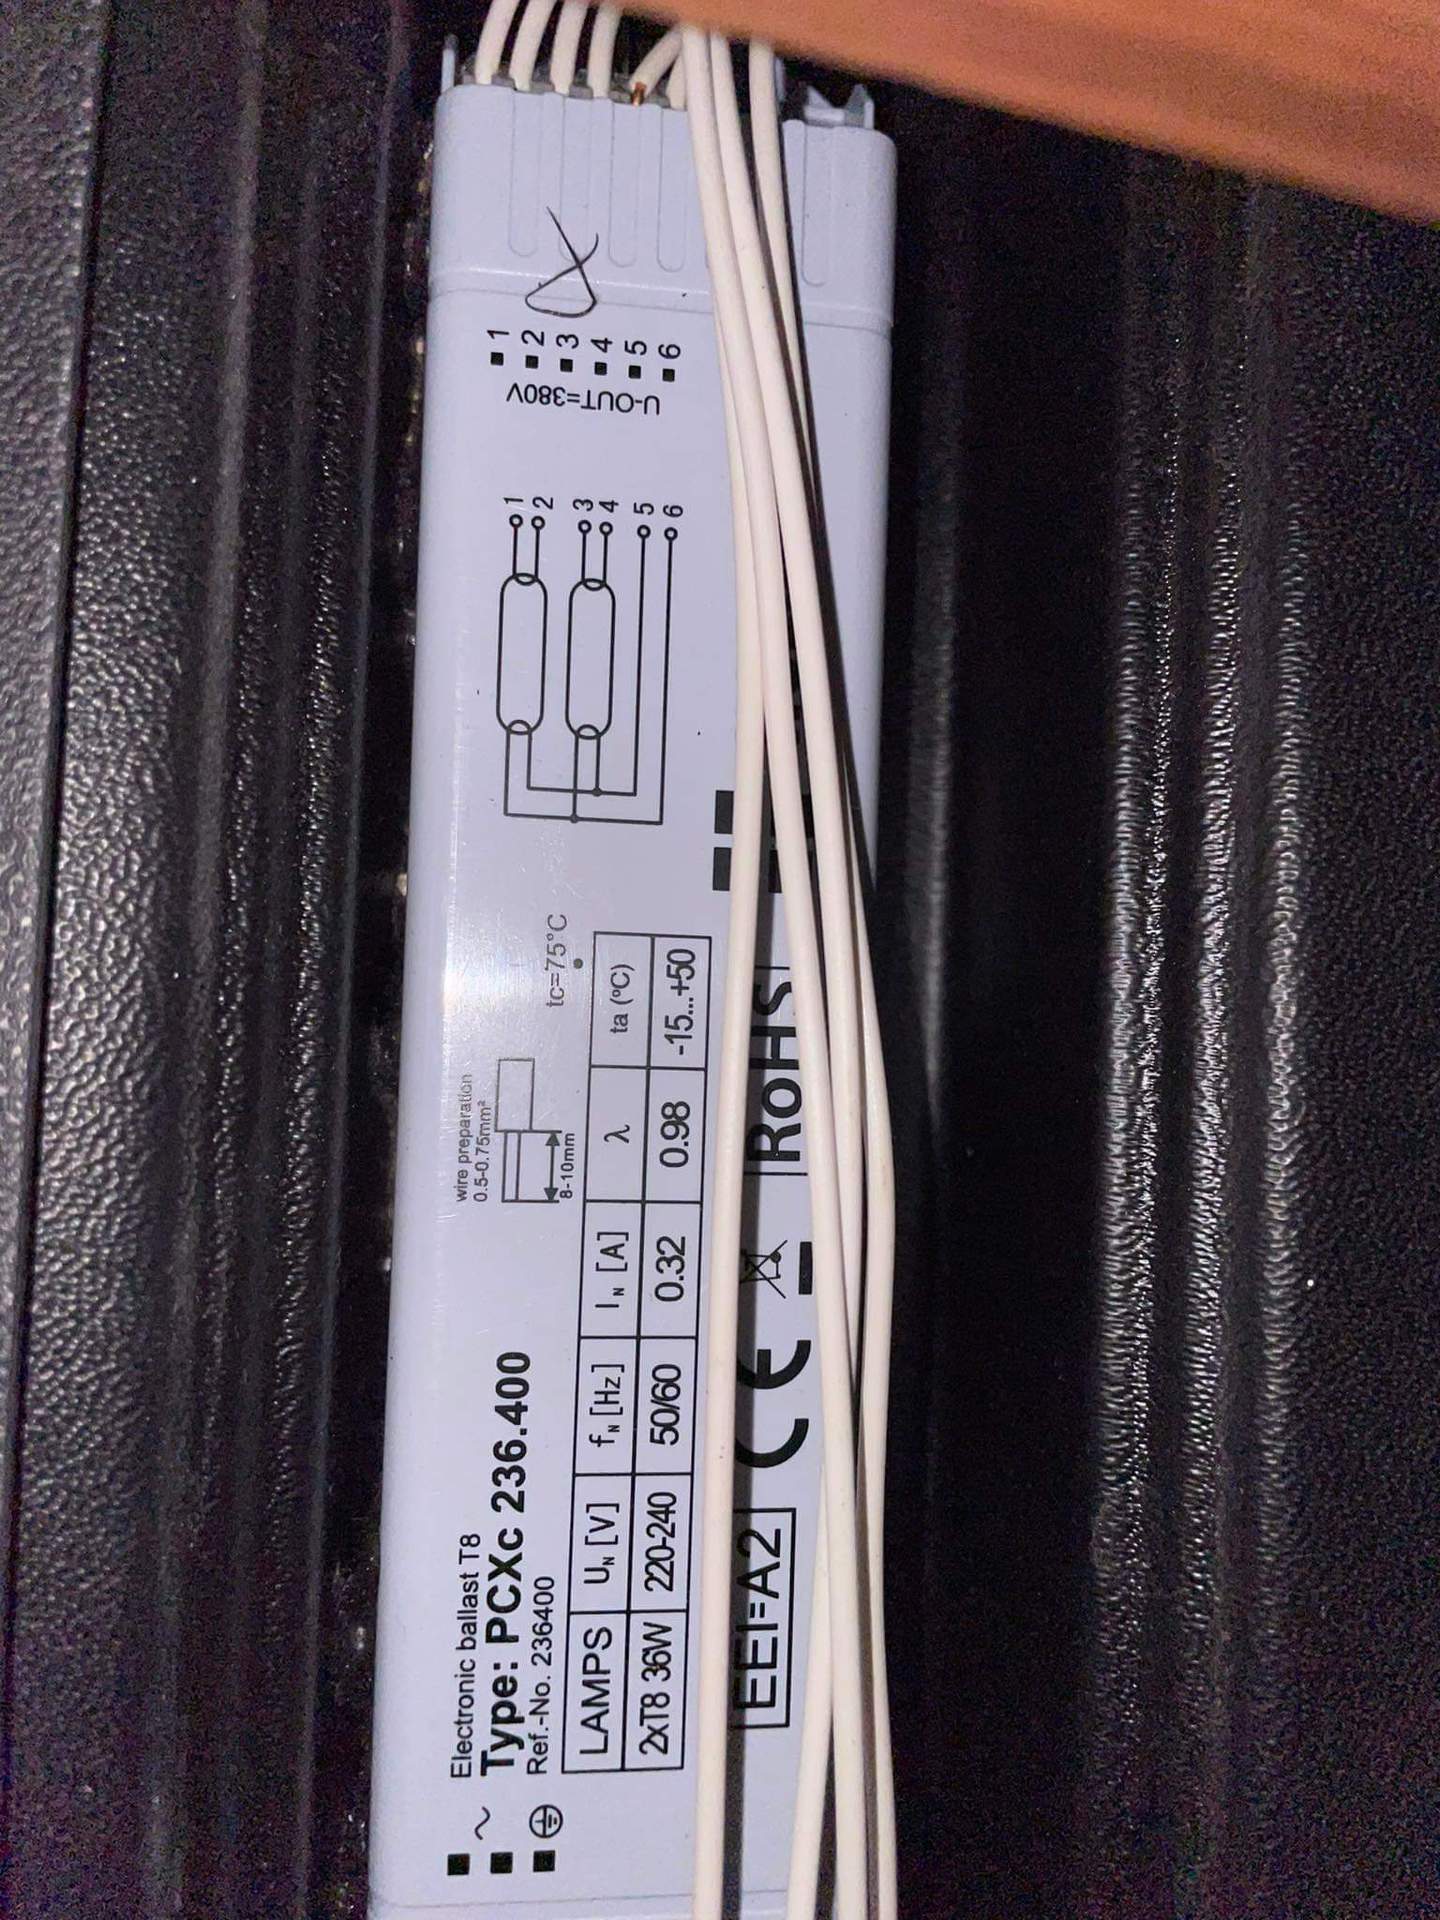 Electronic ballast T8
Type: PCXc 236.400
Ref.-No. 236400
~
LAMPS UN [V] fN [Hz] IN [A] λ ta (ºC)
2xT8 36W 220-240 50/60 0.32 0.98 -15...+50
EEI=A2 CE RoHS
wire preparation
0.5-0.75mm²
8-10mm
tc=75°C
1
2
3
4
5
6
U-OUT=380V
1
2
3
4
5
6